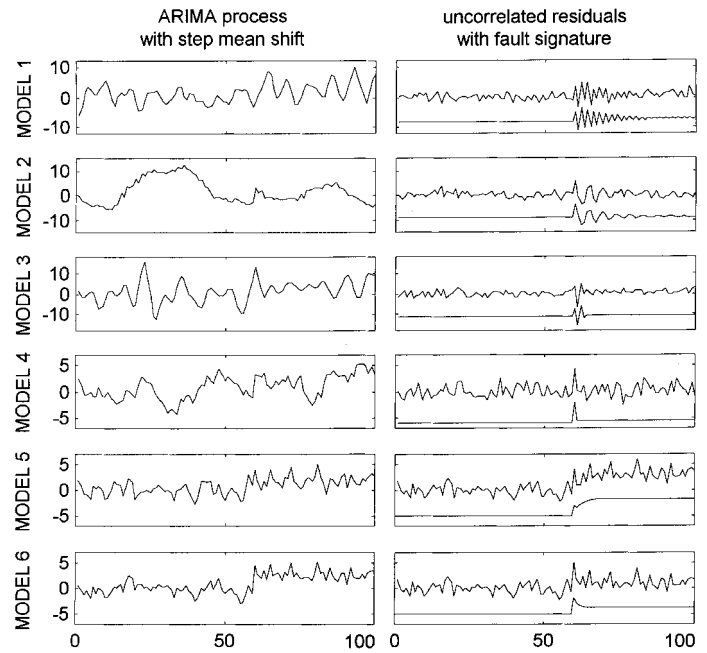 ARIMA process
with step mean shift
uncorrelated residuals
with fault signature
MODEL 1
10
0
-10
MODEL 2
10
0
-10
MODEL 3
10
0
-10
MODEL 4
5
0
-5
MODEL 5
5
0
-5
MODEL 6
5
0
-5
0 50 100 0 50 100